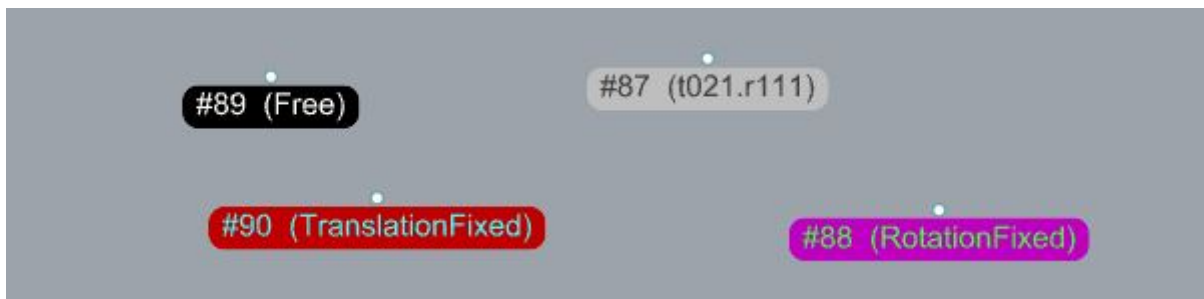 #89 (Free)
#87 (t021.r111)
#90 (TranslationFixed)
#88 (RotationFixed)